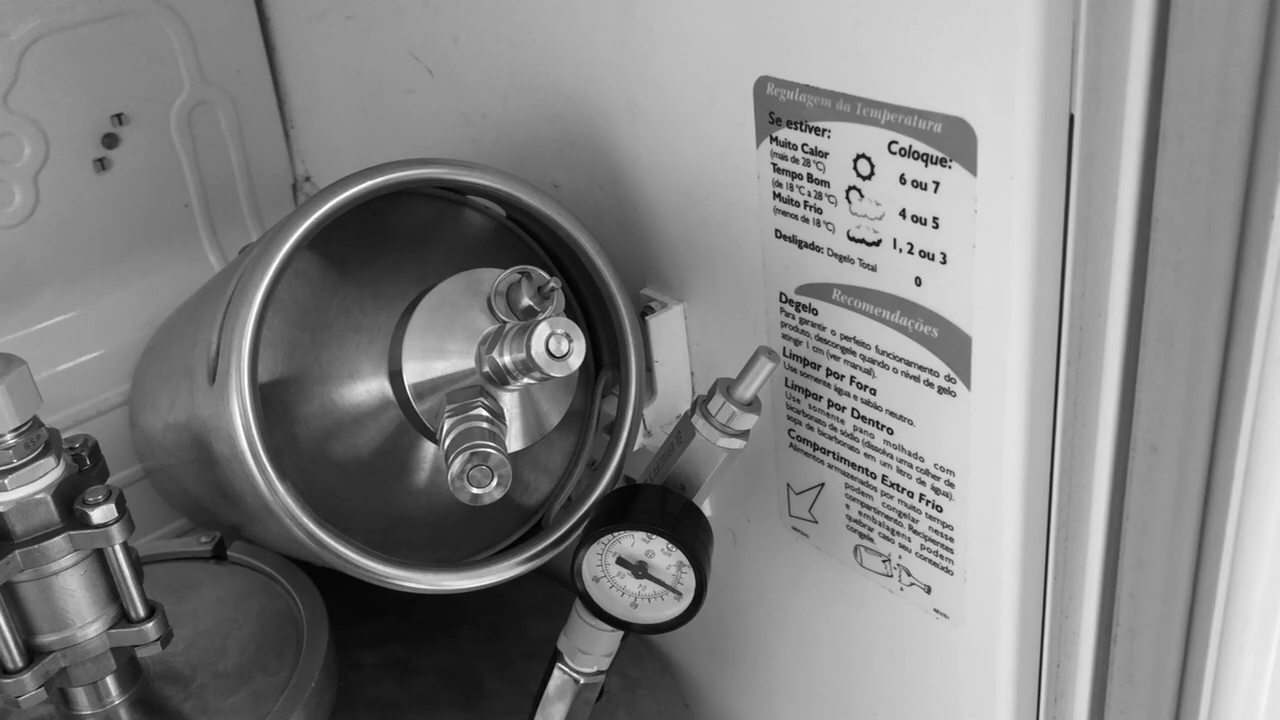 Regulagem da Temperatura
Se estiver:
Coloque:
Muito Calor
(mais de 28 °C)
6 ou 7
Tempo Bom
(de 18 °C a 28 °C)
4 ou 5
Muito Frio
(menos de 18 °C)
1, 2 ou 3
Desligado: Degelo Total
0
Recomendações
Degelo
Para garantir o perfeito funcionamento do
produto, descongele quando o nível de gelo
atingir 1 cm (ver manual).
Limpar por Fora
Use somente água e sabão neutro.
Limpar por Dentro
Use somente pano molhado com
bicarbonato de sódio (dissolva uma colher de
sopa de bicarbonato em um litro de água).
Compartimento Extra Frio
Alimentos armazenados por muito tempo
podem congelar nesse
compartimento. Recipientes
e embalagens podem
quebrar caso seu conteúdo
congele.